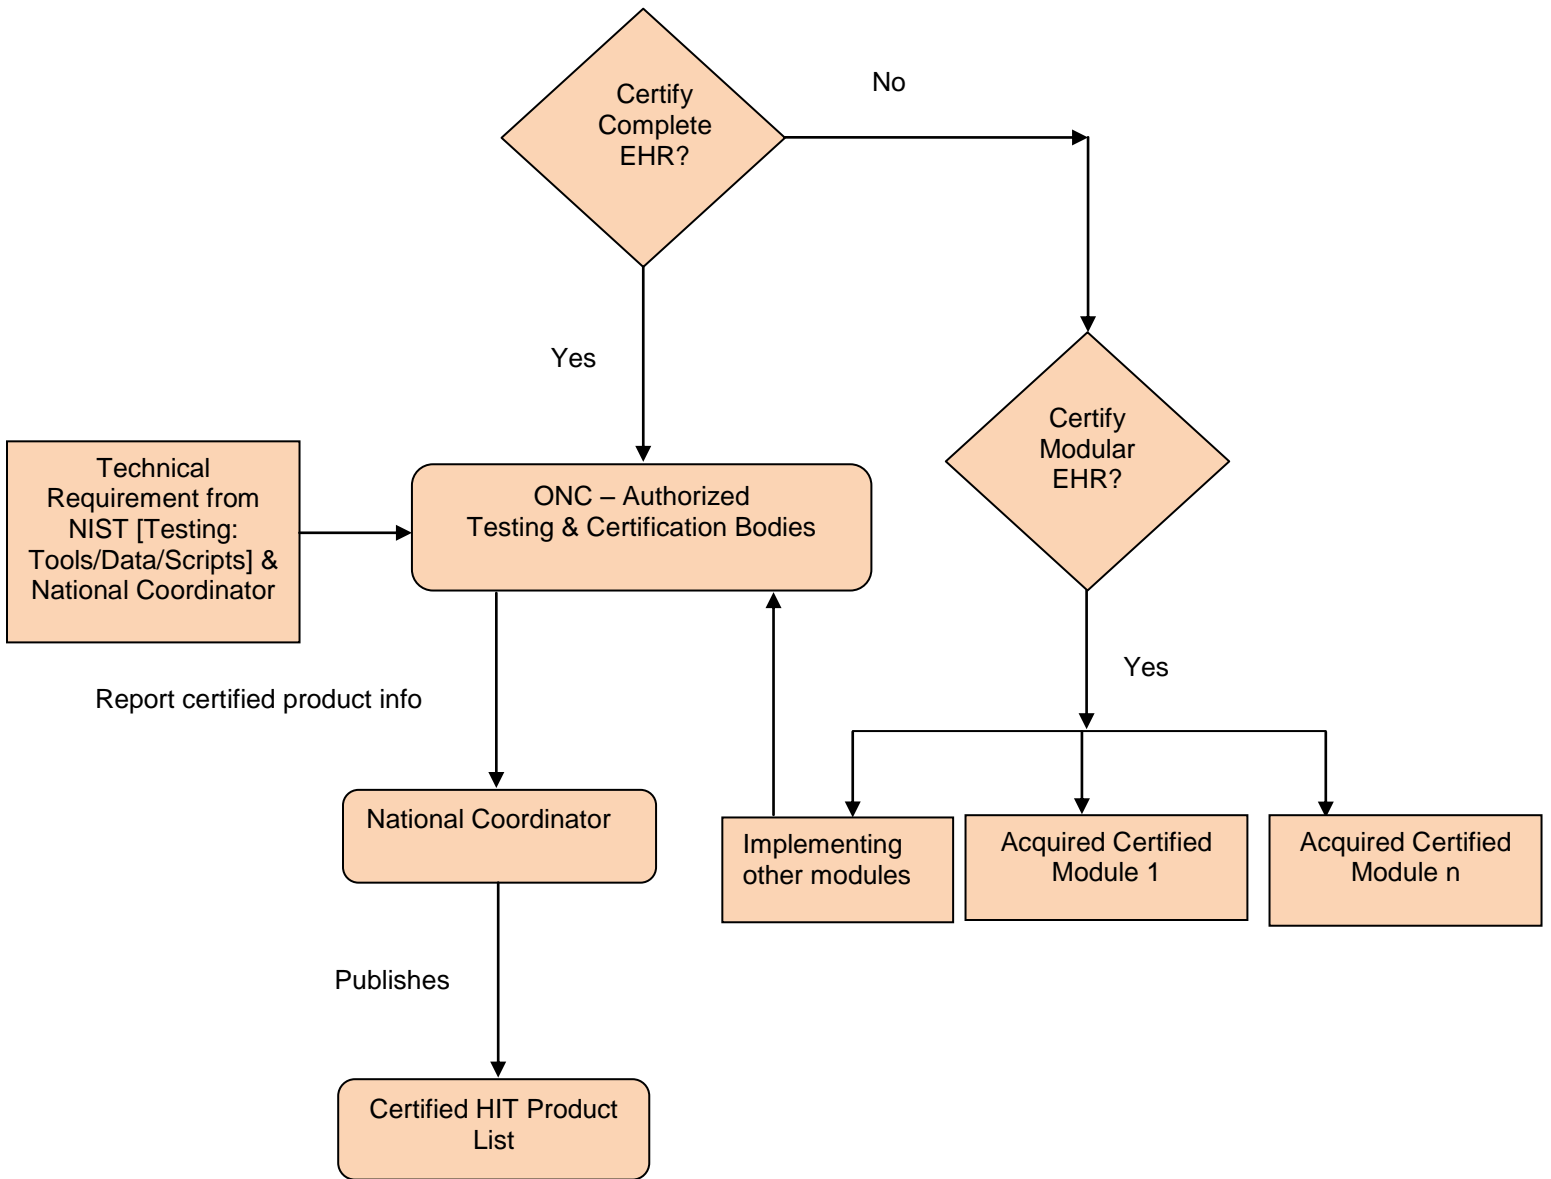 Certify
Complete
EHR?
No
Yes
Certify
Modular
EHR?
Technical
Requirement from
NIST [Testing:
Tools/Data/Scripts] &
National Coordinator
ONC – Authorized
Testing & Certification Bodies
Yes
Report certified product info
National Coordinator
Implementing
other modules
Acquired Certified
Module 1
Acquired Certified
Module n
Publishes
Certified HIT Product
List